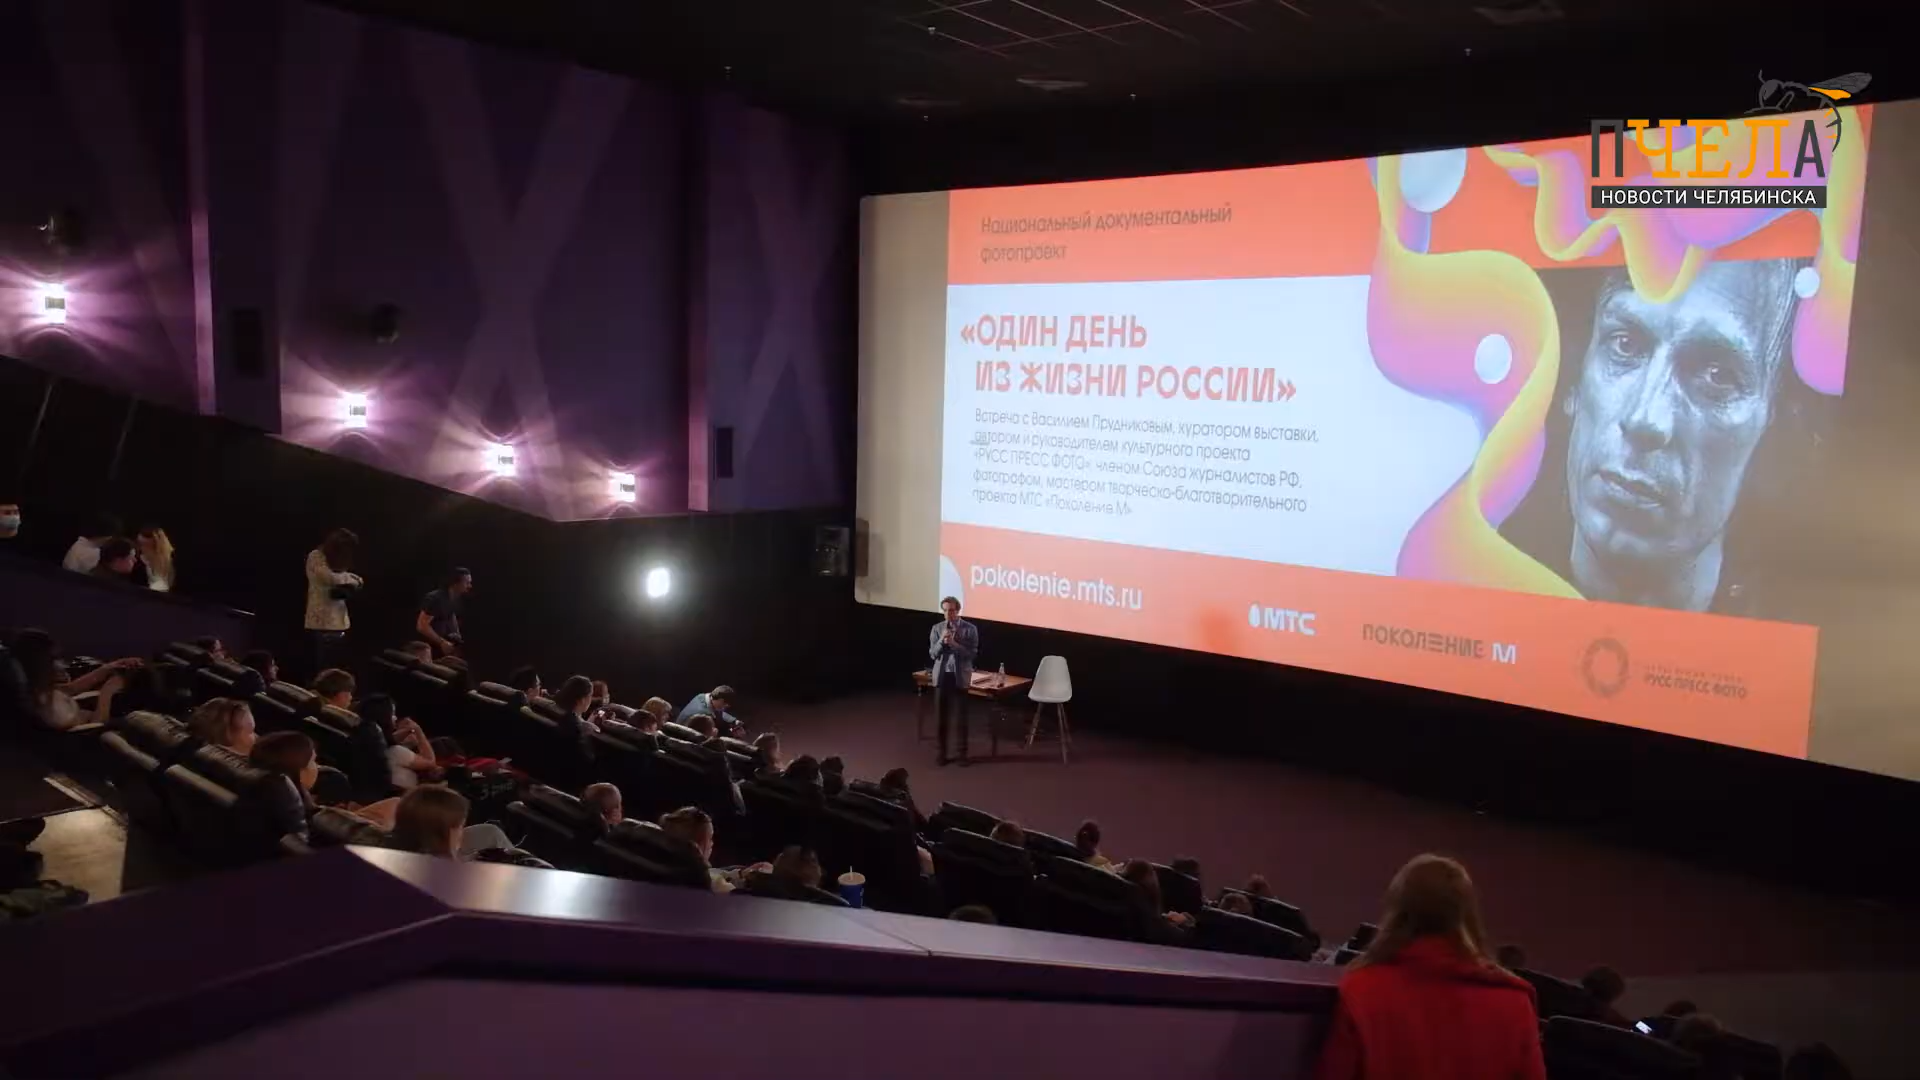 ПЧЕЛА
НОВОСТИ ЧЕЛЯБИНСКА
Национальный документальный
фотопроект
«ОДИН ДЕНЬ
ИЗ ЖИЗНИ РОССИИ»
Встреча с Василием Прудниковым, куратором выставки,
автором и руководителем культурного проекта
«РУСС ПРЕСС ФОТО», членом Союза журналистов РФ,
фотографом, мастером творческо-благотворительного
проекта МТС «Поколение М»
pokolenie.mts.ru
МТС
ПОКОЛЕНИЕ М
РУСС ПРЕСС ФОТО